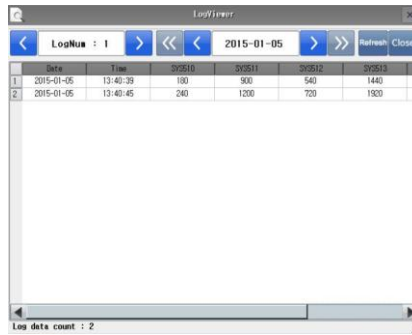 LogViewer
LogNum : 1 2015-01-05 Refresh Close
Date Time SV3510 SV3511 SV3512 SV3513
1 2015-01-05 13:40:39 180 900 540 1440
2 2015-01-05 13:40:45 240 1200 720 1920
Log data count : 2